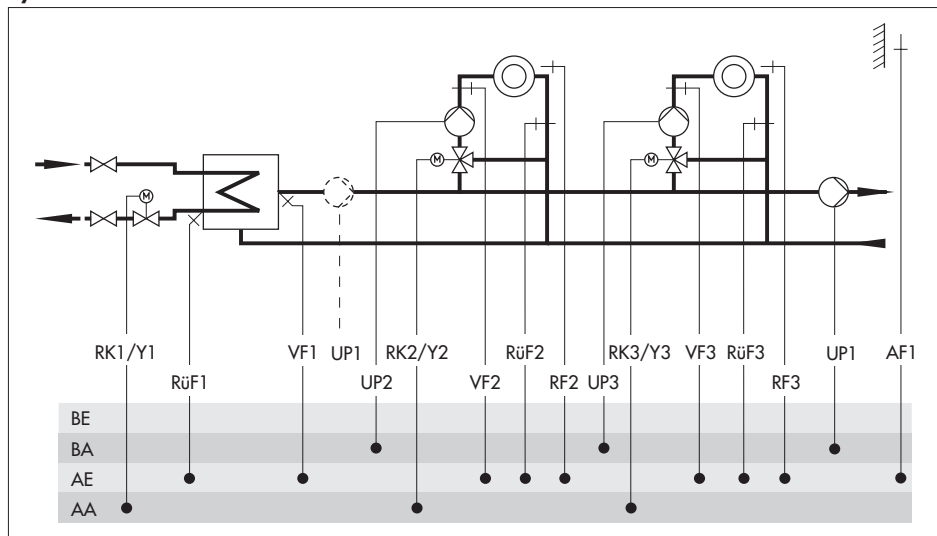 M
M
M
RK1/Y1
VF1
UP1
RK2/Y2
RüF2
RK3/Y3
VF3
RüF3
UP1
AF1
RüF1
UP2
VF2
RF2
UP3
RF3
BE
BA
AE
AA